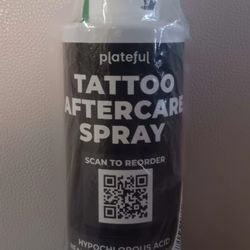 plateful
TATTOO
AFTERCARE
SPRAY
SCAN TO REORDER
HYPOCHLOROUS ACID